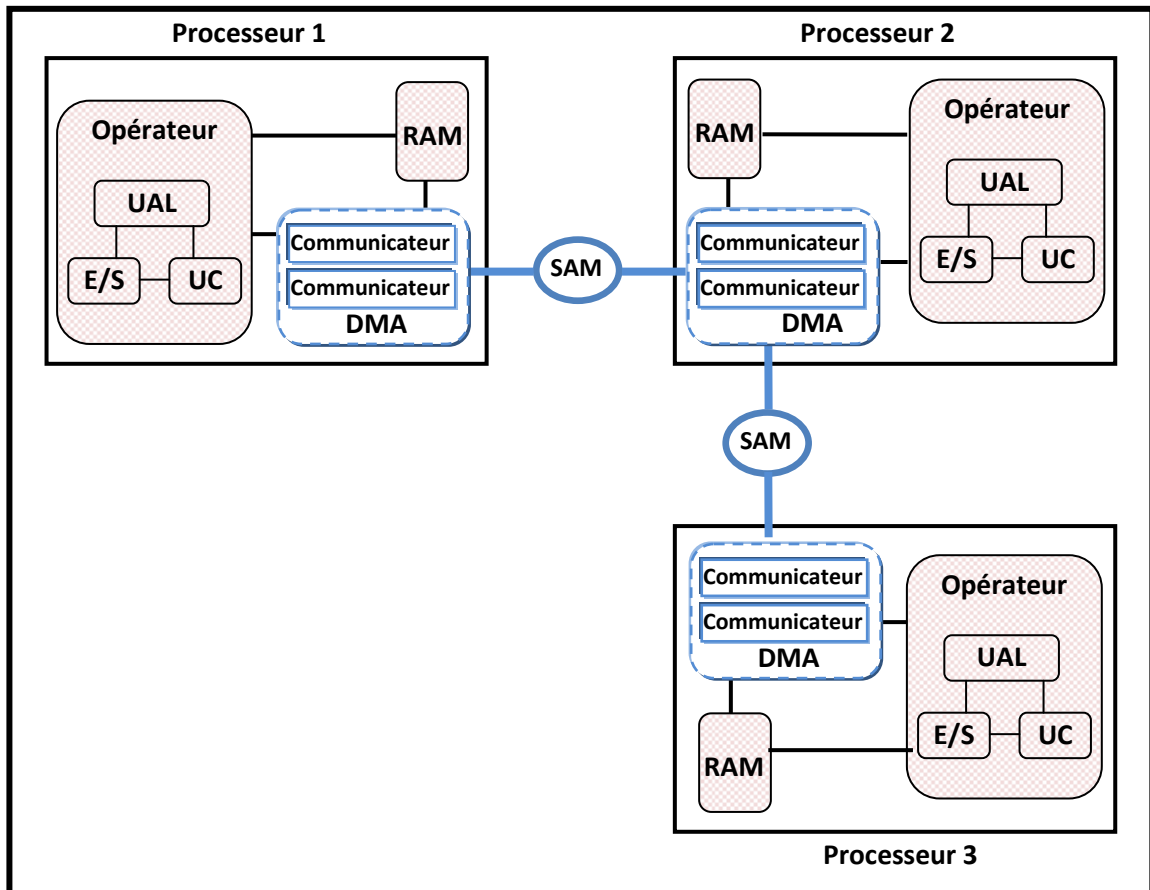 Processeur 1
Opérateur
RAM
UAL
E/S
UC
Communicateur
Communicateur
DMA
SAM
Processeur 2
RAM
Opérateur
UAL
E/S
UC
Communicateur
Communicateur
DMA
SAM
Communicateur
Communicateur
DMA
Opérateur
UAL
E/S
UC
RAM
Processeur 3